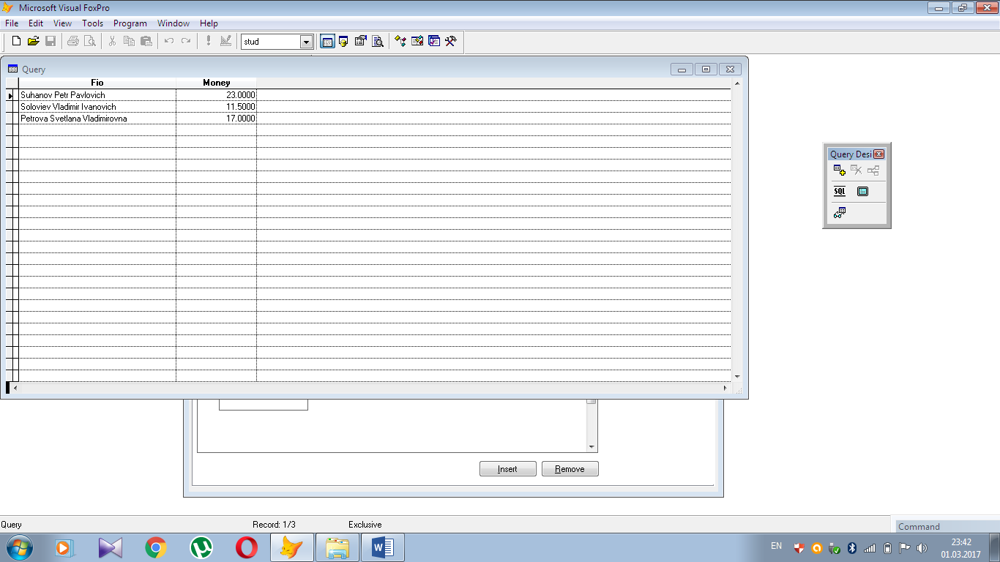 Microsoft Visual FoxPro
File Edit View Tools Program Window Help
stud
Query
Fio Money
Suhanov Petr Pavlovich 23.0000
Soloviev Vladimir Ivanovich 11.5000
Petrova Svetlana Vladimirovna 17.0000
Query Desi
SQL
Insert Remove
Query Record: 1/3 Exclusive
Command
EN 23:42
01.03.2017